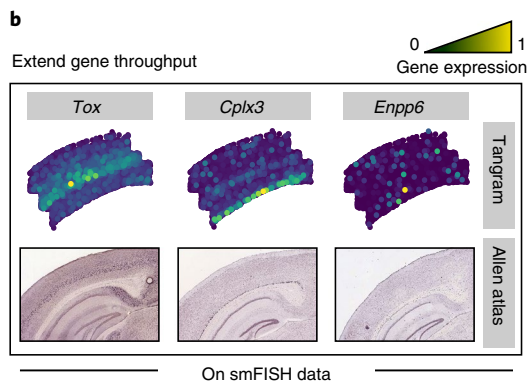 b
Extend gene throughput
0 1
Gene expression
Tox Cplx3 Enpp6
Tangram
Allen atlas
On smFISH data